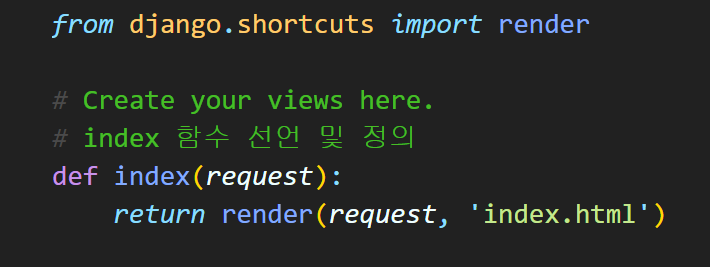 from django.shortcuts import render
# Create your views here.
# index 함수 선언 및 정의
def index(request):
    return render(request, 'index.html')